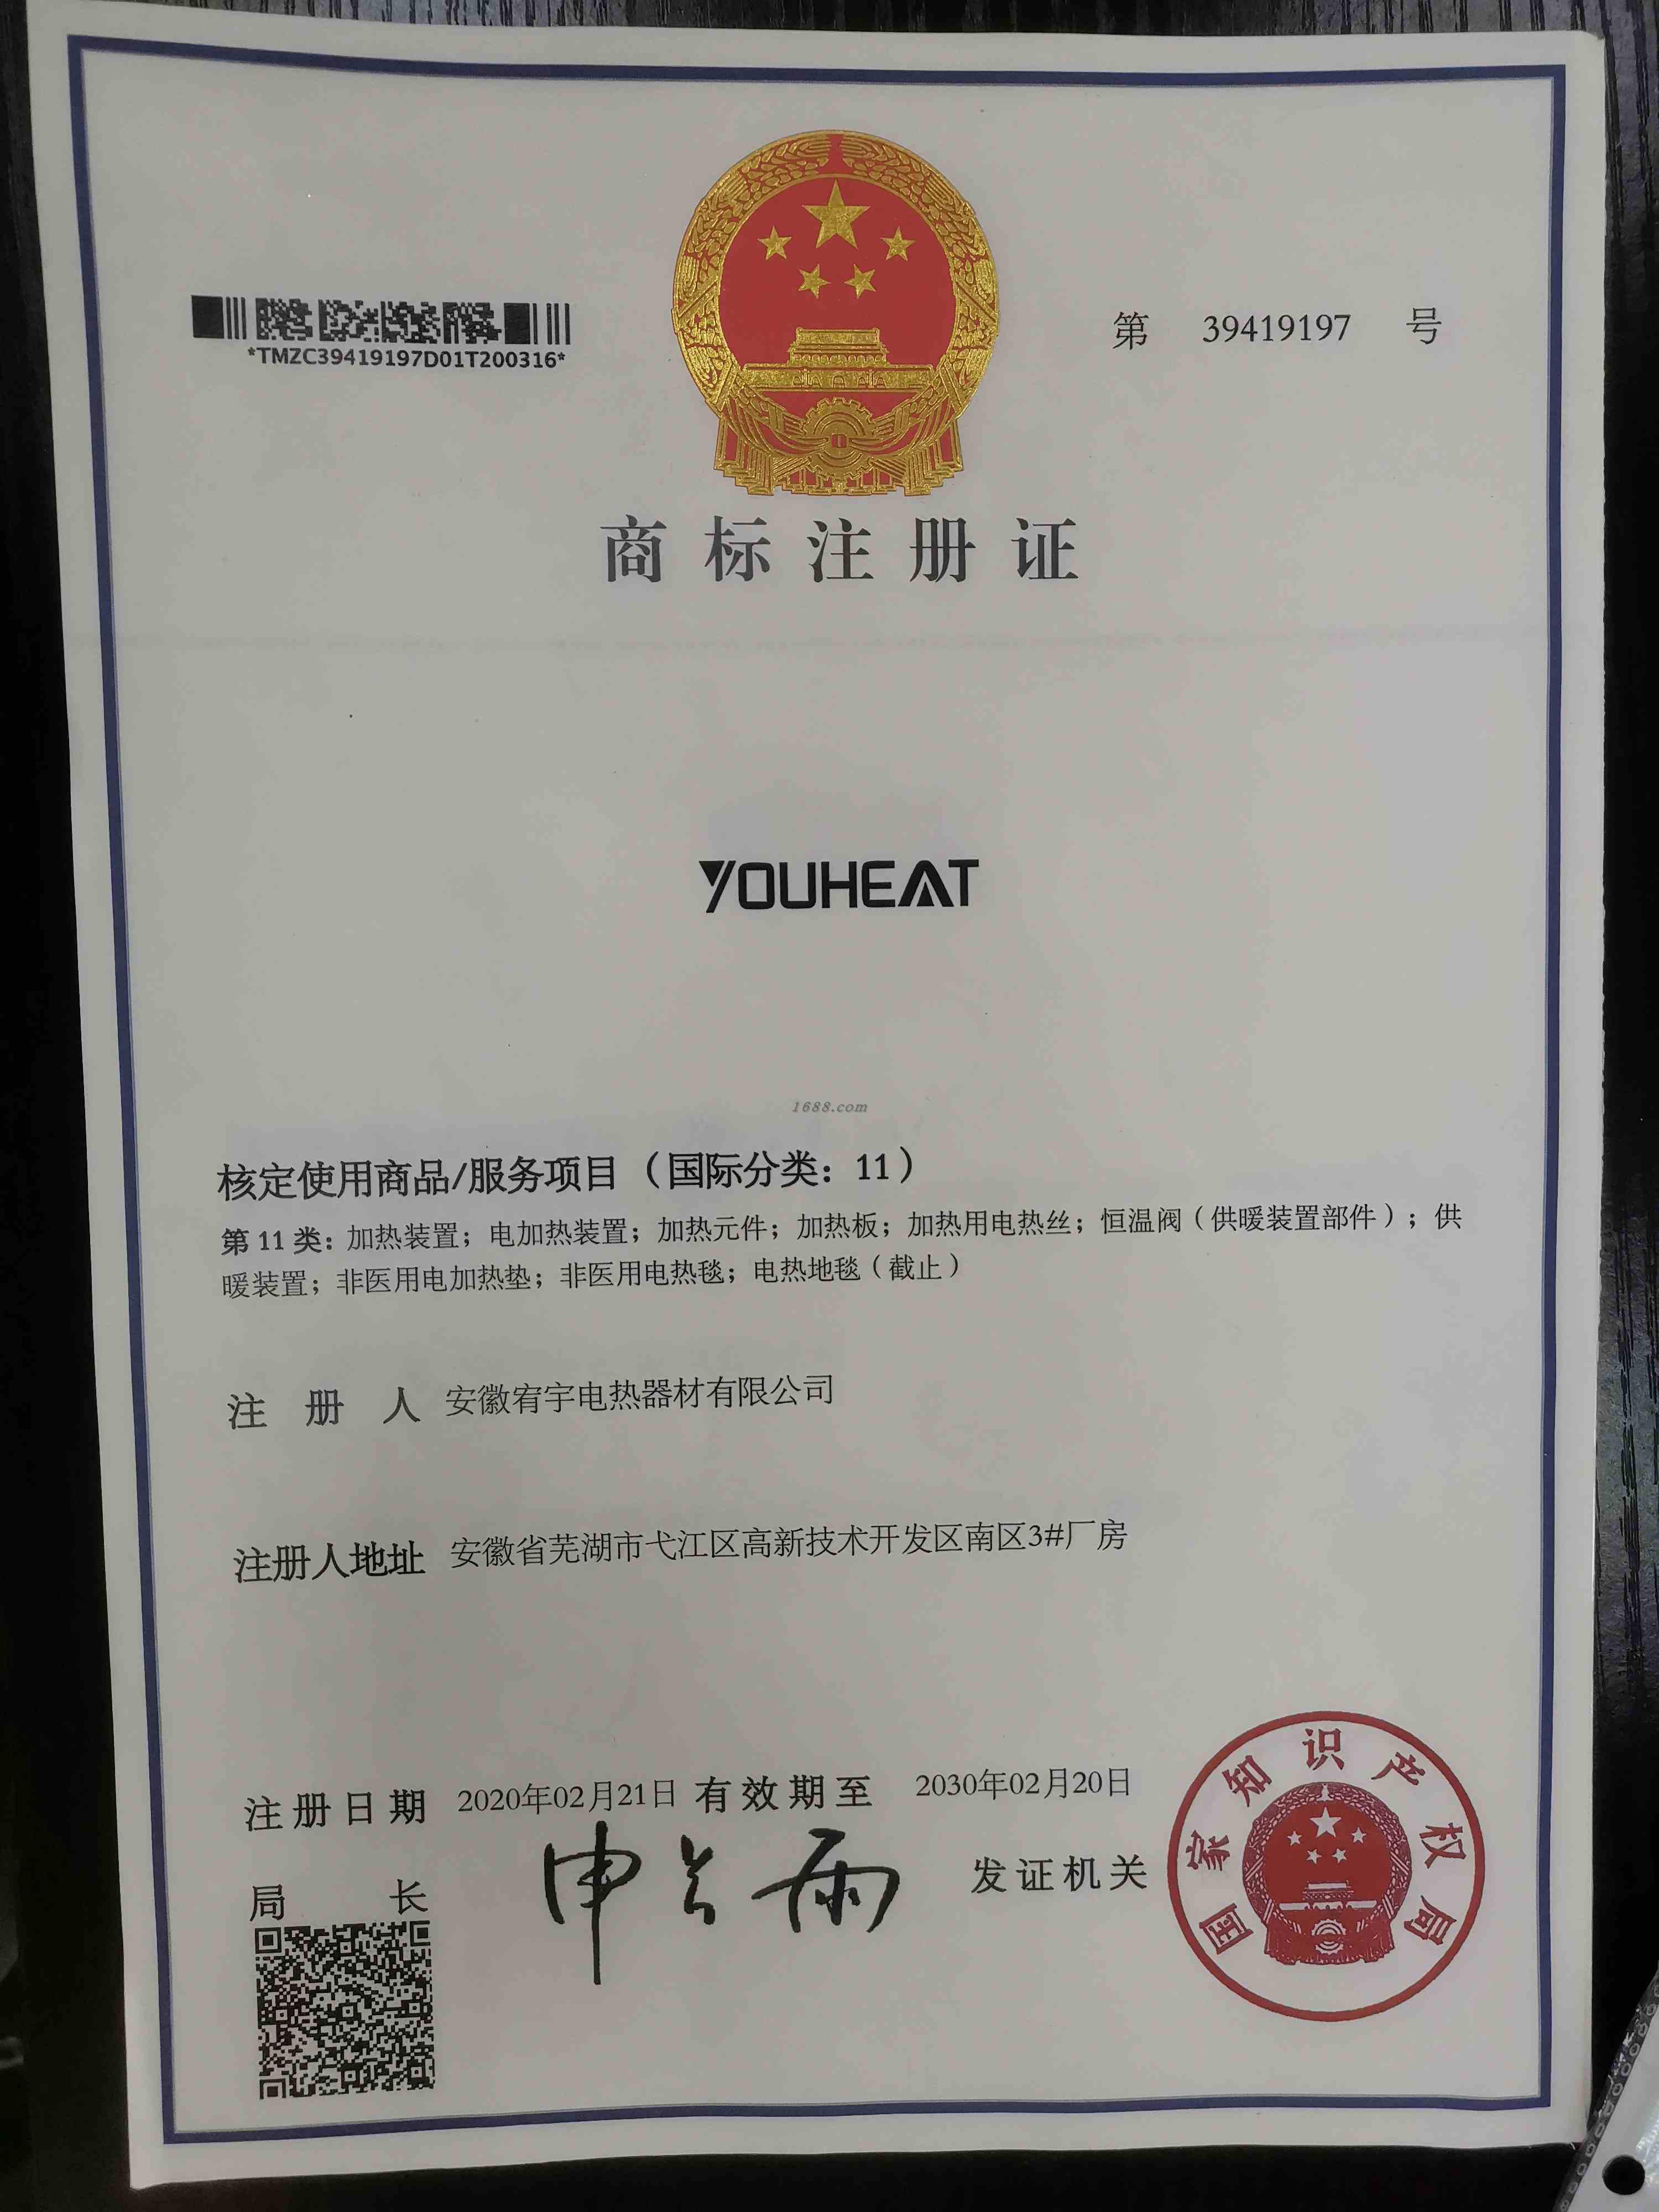 *TMZC39419197D01T200316*
第 39419197 号
商标注册证
YOUHEAT
1688.com
核定使用商品/服务项目（国际分类：11）
第 11 类：加热装置；电加热装置；加热元件；加热板；加热用电热丝；恒温阀（供暖装置部件）；供
暖装置；非医用电加热垫；非医用电热毯；电热地毯（截止）
注 册 人 安徽宥宇电热器材有限公司
注册人地址 安徽省芜湖市弋江区高新技术开发区南区3#厂房
注册日期 2020年02月21日 有效期至 2030年02月20日
局 长 申长雨 发证机关
国家知识产权局